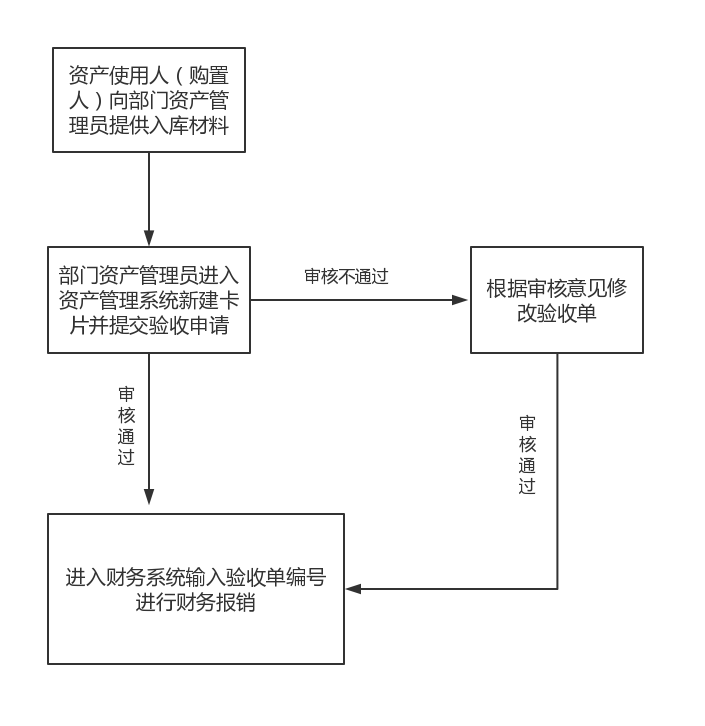 资产使用人（购置
人）向部门资产管
理员提供入库材料
部门资产管理员进入
资产管理系统新建卡
片并提交验收申请
审核不通过
根据审核意见修
改验收单
审核通过
审核通过
进入财务系统输入验收单编号
进行财务报销